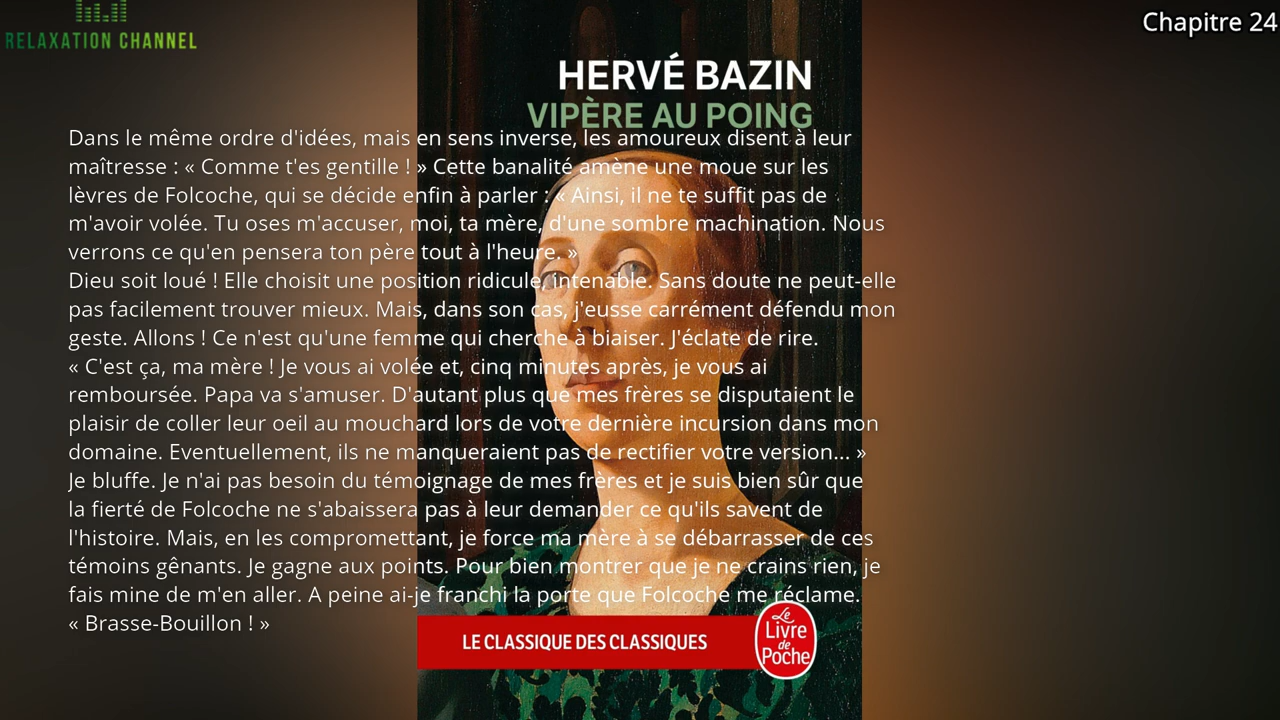 RELAXATION CHANNEL
Chapitre 24
HERVÉ BAZIN
VIPÈRE AU POING
Dans le même ordre d'idées, mais en sens inverse, les amoureux disent à leur
maîtresse : « Comme t'es gentille ! » Cette banalité amène une moue sur les
lèvres de Folcoche, qui se décide enfin à parler : « Ainsi, il ne te suffit pas de
m'avoir volée. Tu oses m'accuser, moi, ta mère, d'une sombre machination. Nous
verrons ce qu'en pensera ton père tout à l'heure. »
Dieu soit loué ! Elle choisit une position ridicule, intenable. Sans doute ne peut-elle
pas facilement trouver mieux. Mais, dans son cas, j'eusse carrément défendu mon
geste. Allons ! Ce n'est qu'une femme qui cherche à biaiser. J'éclate de rire.
« C'est ça, ma mère ! Je vous ai volée et, cinq minutes après, je vous ai
remboursée. Papa va s'amuser. D'autant plus que mes frères se disputaient le
plaisir de coller leur oeil au mouchard lors de votre dernière incursion dans mon
domaine. Eventuellement, ils ne manqueraient pas de rectifier votre version... »
Je bluffe. Je n'ai pas besoin du témoignage de mes frères et je suis bien sûr que
la fierté de Folcoche ne s'abaissera pas à leur demander ce qu'ils savent de
l'histoire. Mais, en les compromettant, je force ma mère à se débarrasser de ces
témoins gênants. Je gagne aux points. Pour bien montrer que je ne crains rien, je
fais mine de m'en aller. A peine ai-je franchi la porte que Folcoche me réclame.
« Brasse-Bouillon ! »
LE CLASSIQUE DES CLASSIQUES
Le
Livre
de
Poche